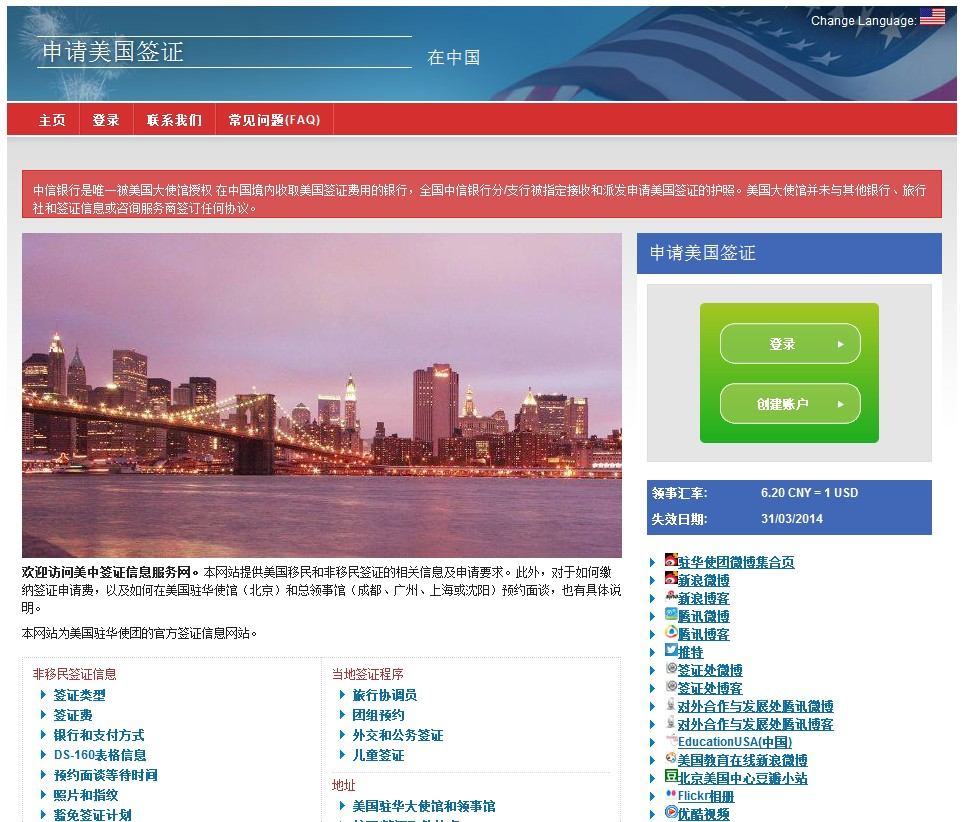 Change Language:
申请美国签证
在中国
主页 登录 联系我们 常见问题(FAQ)
中信银行是唯一被美国大使馆授权 在中国境内收取美国签证费用的银行，全国中信银行分/支行被指定接收和派发申请美国签证的护照。美国大使馆并未与其他银行、旅行
社和签证信息或咨询服务商签订任何协议。
申请美国签证
登录
创建账户
领事汇率: 6.20 CNY = 1 USD
失效日期: 31/03/2014
欢迎访问美中签证信息服务网。本网站提供美国移民和非移民签证的相关信息及申请要求。此外，对于如何缴
纳签证申请费，以及如何在美国驻华使馆（北京）和总领事馆（成都、广州、上海或沈阳）预约面谈，也有具体说
明。
本网站为美国驻华使团的官方签证信息网站。
非移民签证信息
签证类型
签证费
银行和支付方式
DS-160表格信息
预约面谈等待时间
照片和指纹
豁免签证计划
当地签证程序
旅行协调员
团组预约
外交和公务签证
儿童签证
地址
美国驻华大使馆和领事馆
驻华使团微博集合页
新浪微博
新浪博客
腾讯微博
腾讯博客
推特
签证处微博
签证处博客
对外合作与发展处腾讯微博
对外合作与发展处腾讯博客
EducationUSA(中国)
美国教育在线新浪微博
北京美国中心豆瓣小站
Flickr相册
优酷视频